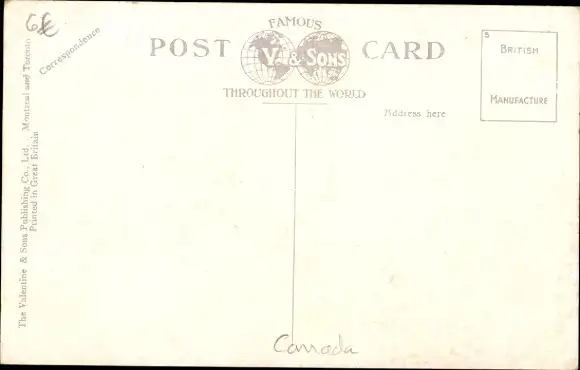 6€
Correspondence
FAMOUS
POST CARD
V. & SONS
THROUGHOUT THE WORLD
Address here
S
BRITISH
MANUFACTURE
The Valentine & Sons Publishing Co., Ltd., Montreal and Toronto
Printed in Great Britain
Canada